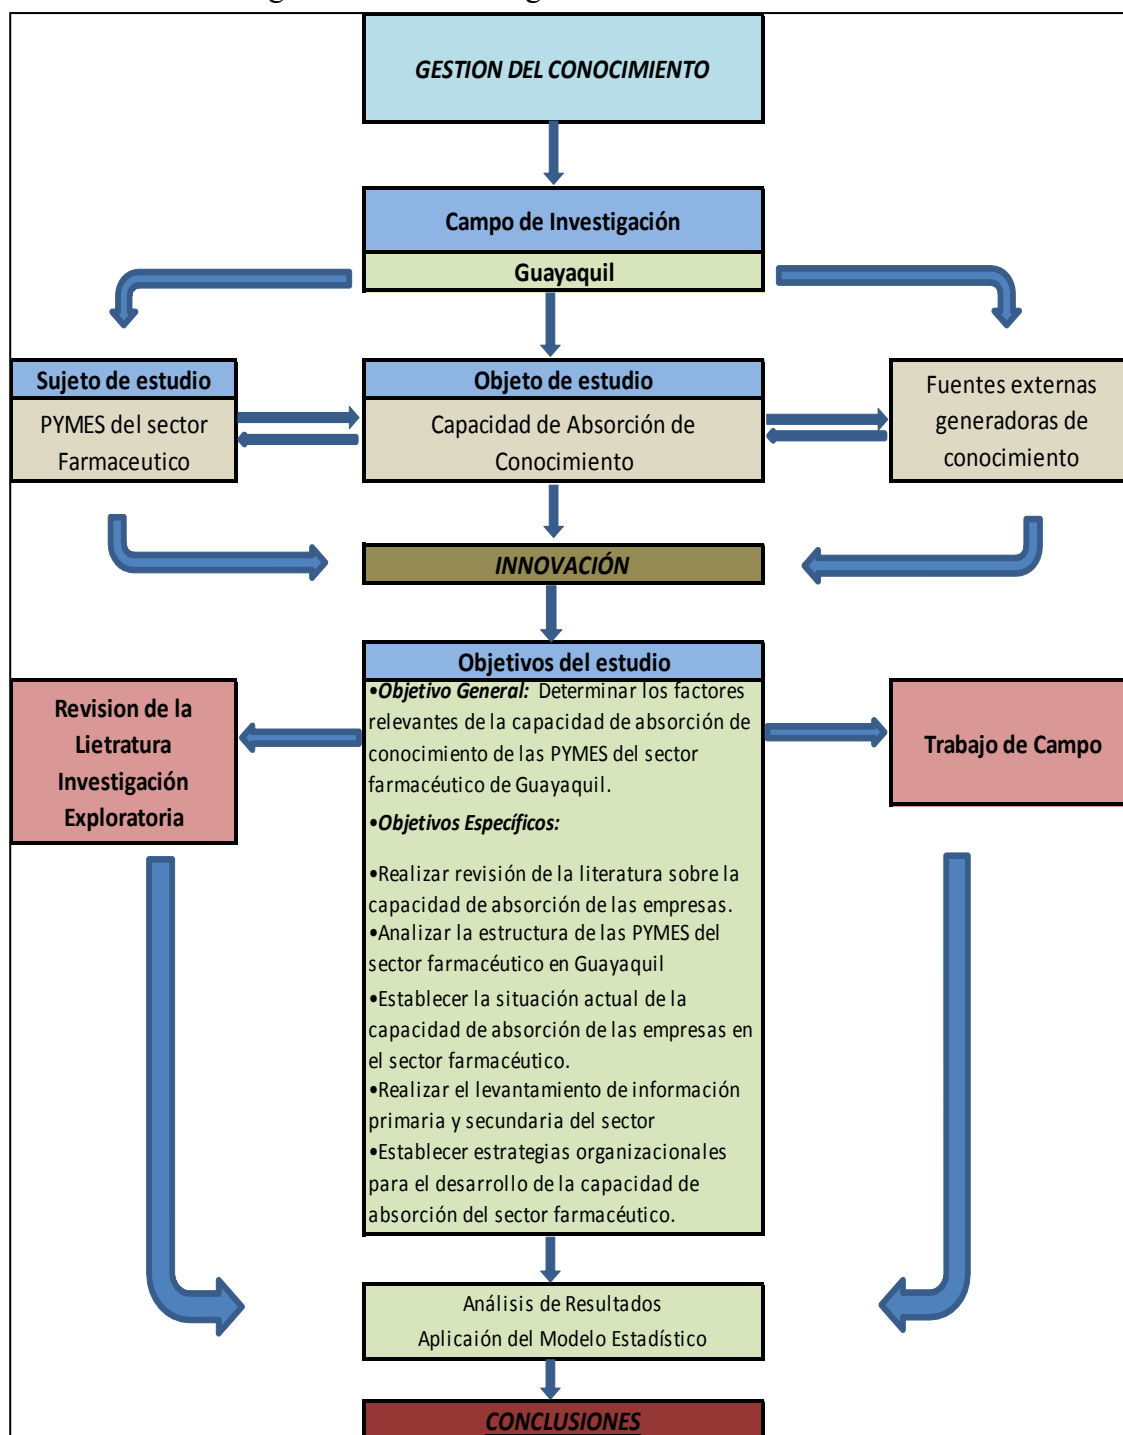 GESTION DEL CONOCIMIENTO
Campo de Investigación
Guayaquil
Sujeto de estudio
PYMES del sector
Farmaceutico
Objeto de estudio
Capacidad de Absorción de
Conocimiento
Fuentes externas
generadoras de
conocimiento
INNOVACIÓN
Objetivos del estudio
•Objetivo General: Determinar los factores
relevantes de la capacidad de absorción de
conocimiento de las PYMES del sector
farmacéutico de Guayaquil.
•Objetivos Específicos:
•Realizar revisión de la literatura sobre la
capacidad de absorción de las empresas.
•Analizar la estructura de las PYMES del
sector farmacéutico en Guayaquil
•Establecer la situación actual de la
capacidad de absorción de las empresas en
el sector farmacéutico.
•Realizar el levantamiento de información
primaria y secundaria del sector
•Establecer estrategias organizacionales
para el desarrollo de la capacidad de
absorción del sector farmacéutico.
Revision de la
Lietratura
Investigación
Exploratoria
Trabajo de Campo
Análisis de Resultados
Aplicaión del Modelo Estadístico
CONCLUSIONES